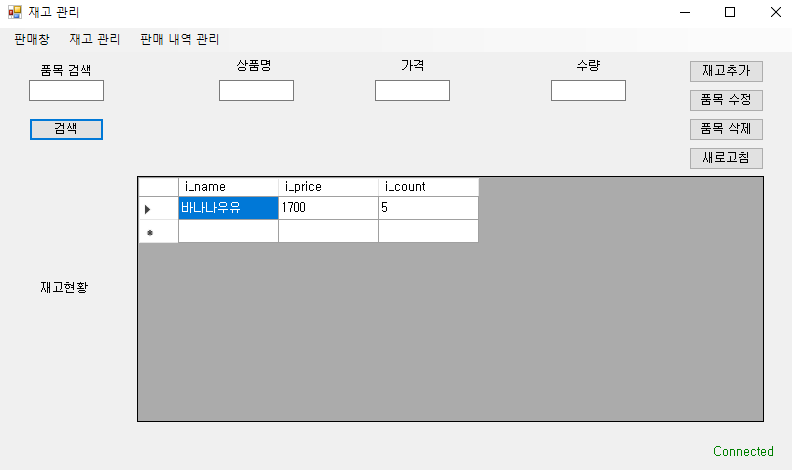 재고 관리
판매창 재고 관리 판매 내역 관리
품목 검색 상품명 가격 수량 재고추가
품목 수정
검색 품목 삭제
새로고침
i_name i_price i_count
바나나우유 1700 5
재고현황
Connected